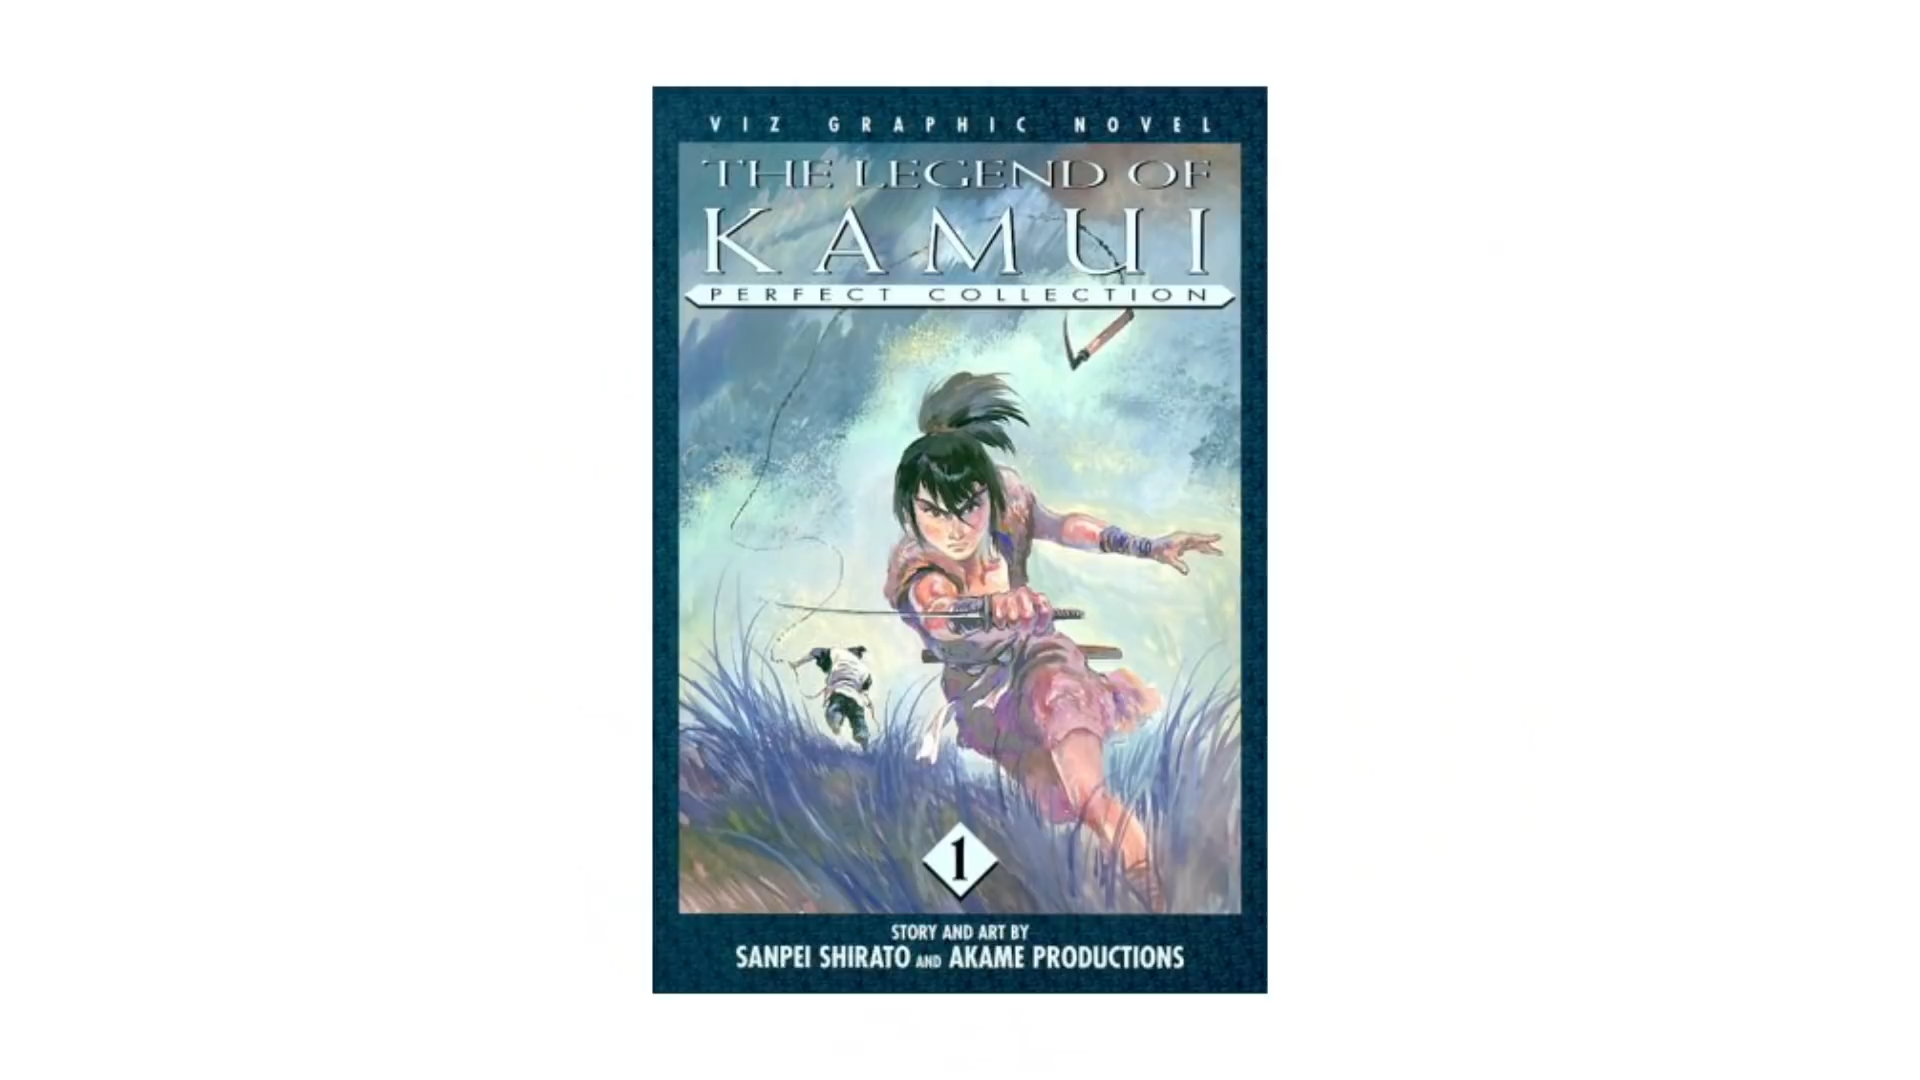 VIZ GRAPHIC NOVEL
THE LEGEND OF
KAMUI
PERFECT COLLECTION
1
STORY AND ART BY
SANPEI SHIRATO AND AKAME PRODUCTIONS